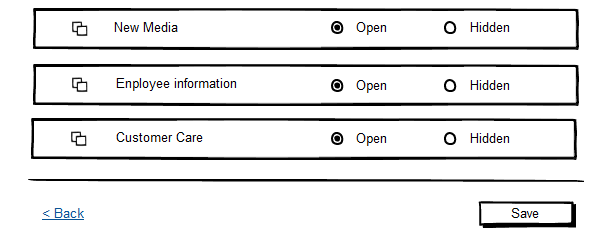 New Media Open Hidden
Enployee information Open Hidden
Customer Care Open Hidden
< Back Save